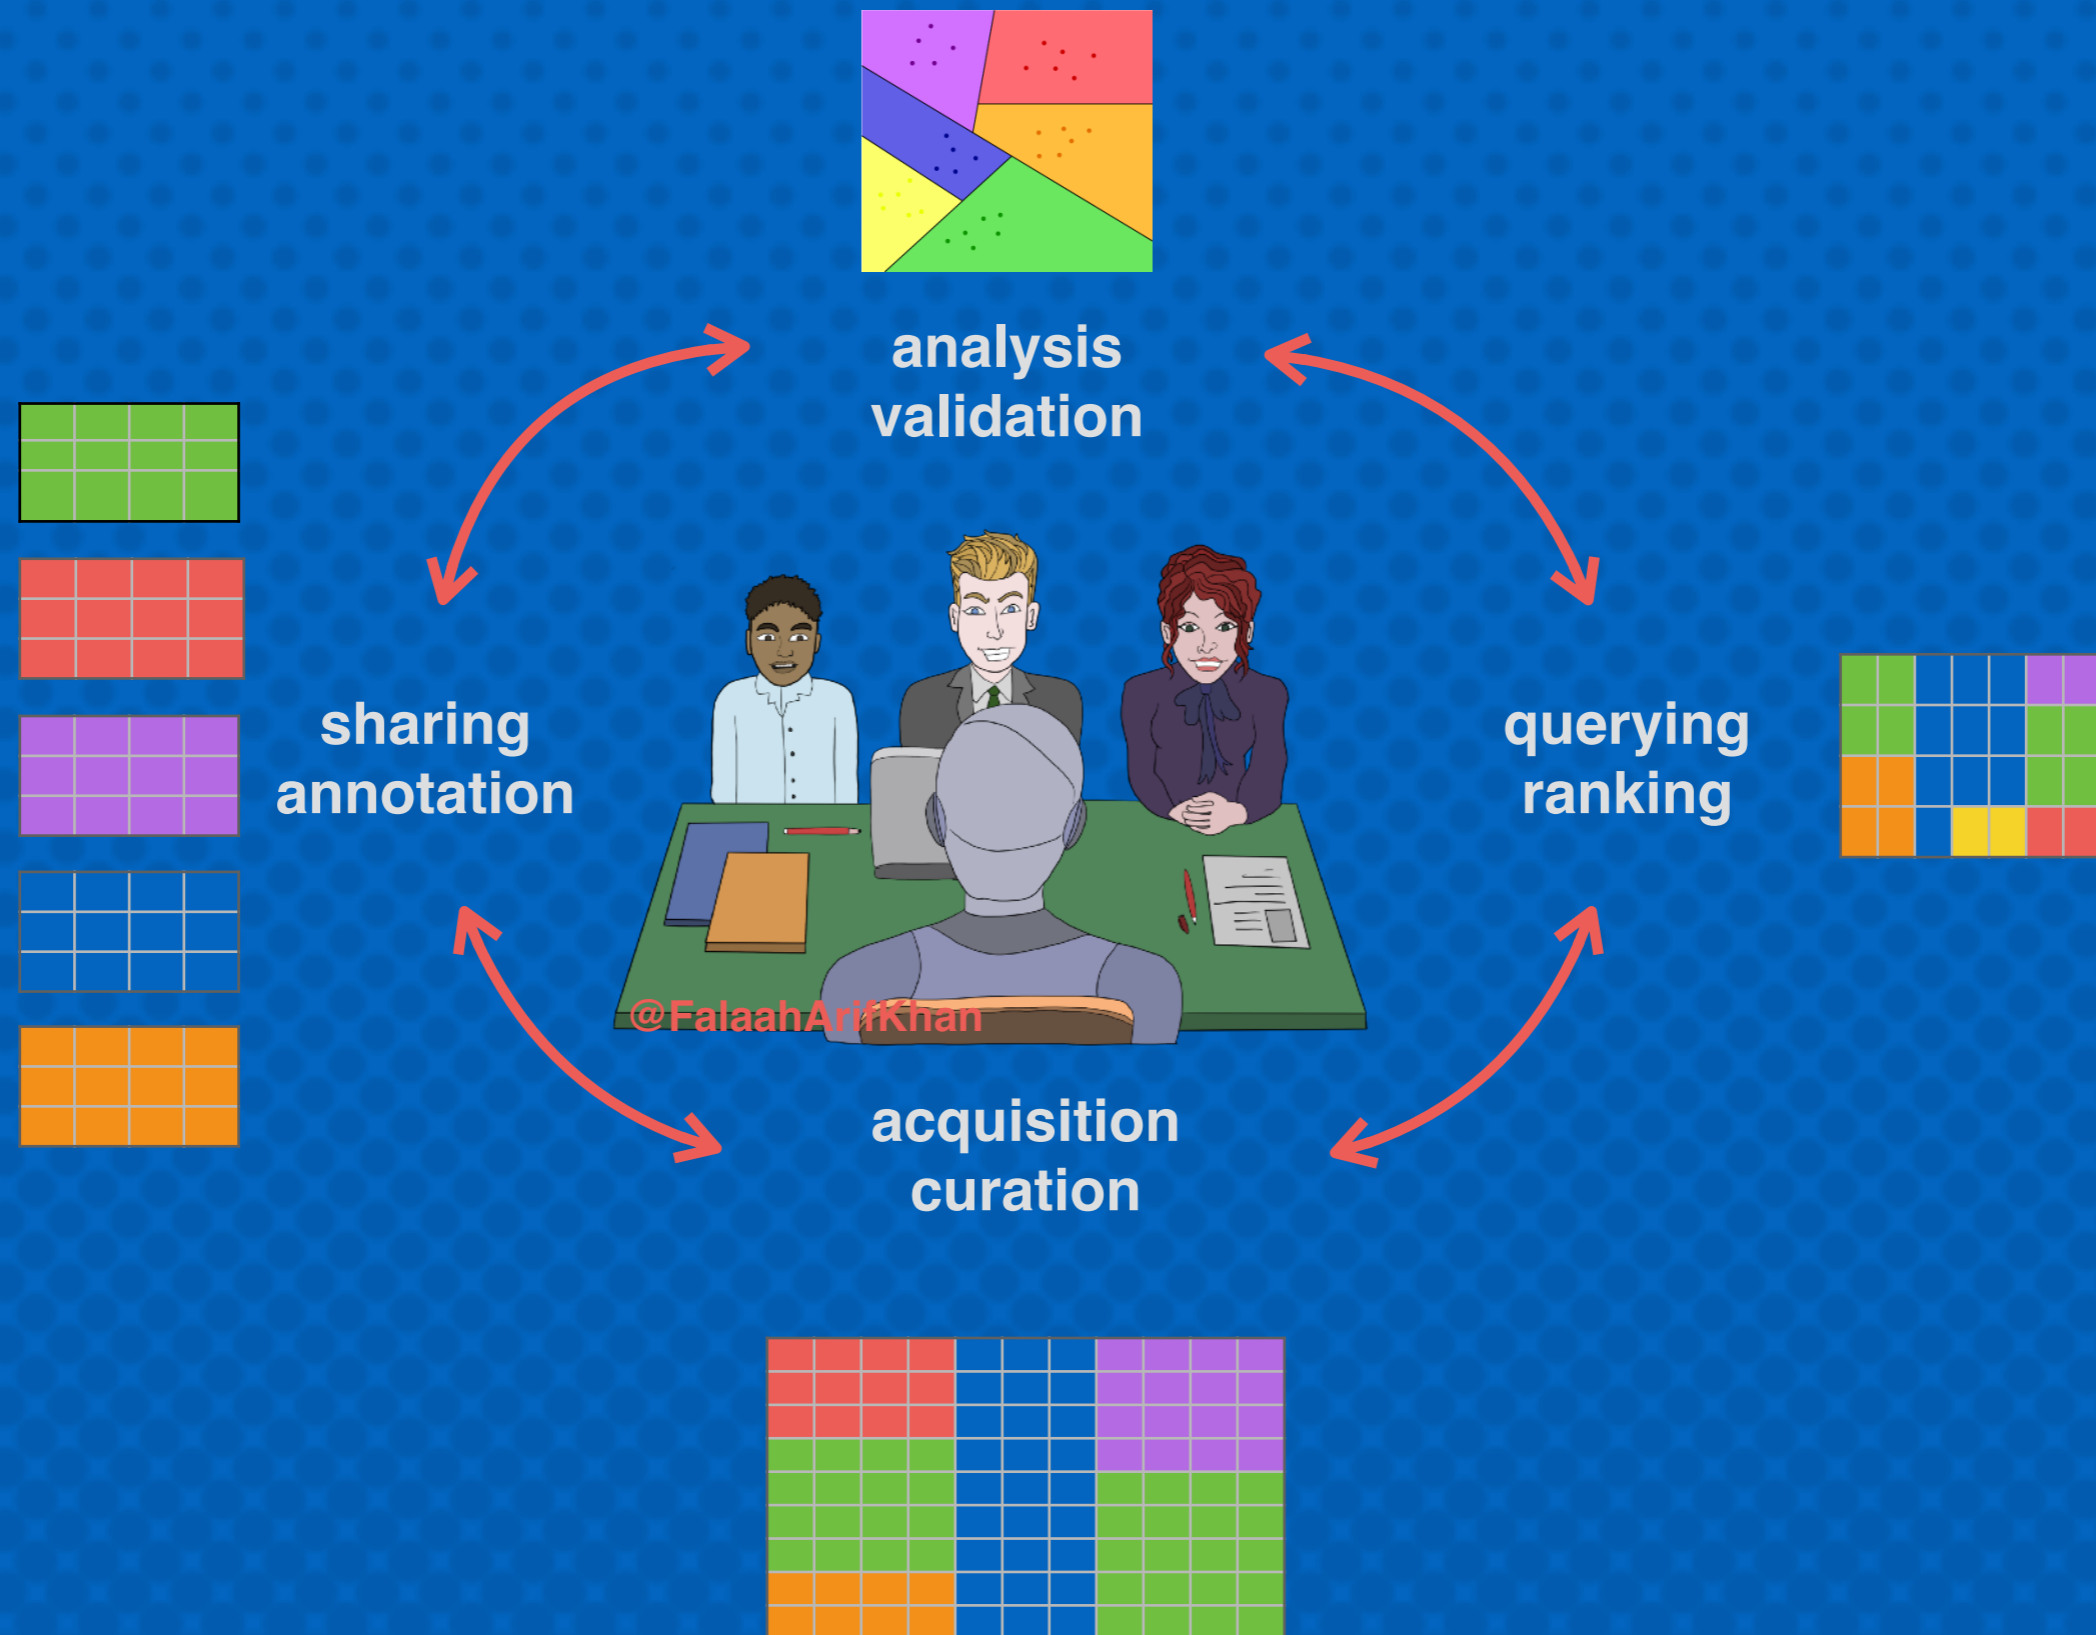 analysis
validation
sharing
annotation
querying
ranking
@FalaahArifKhan
acquisition
curation